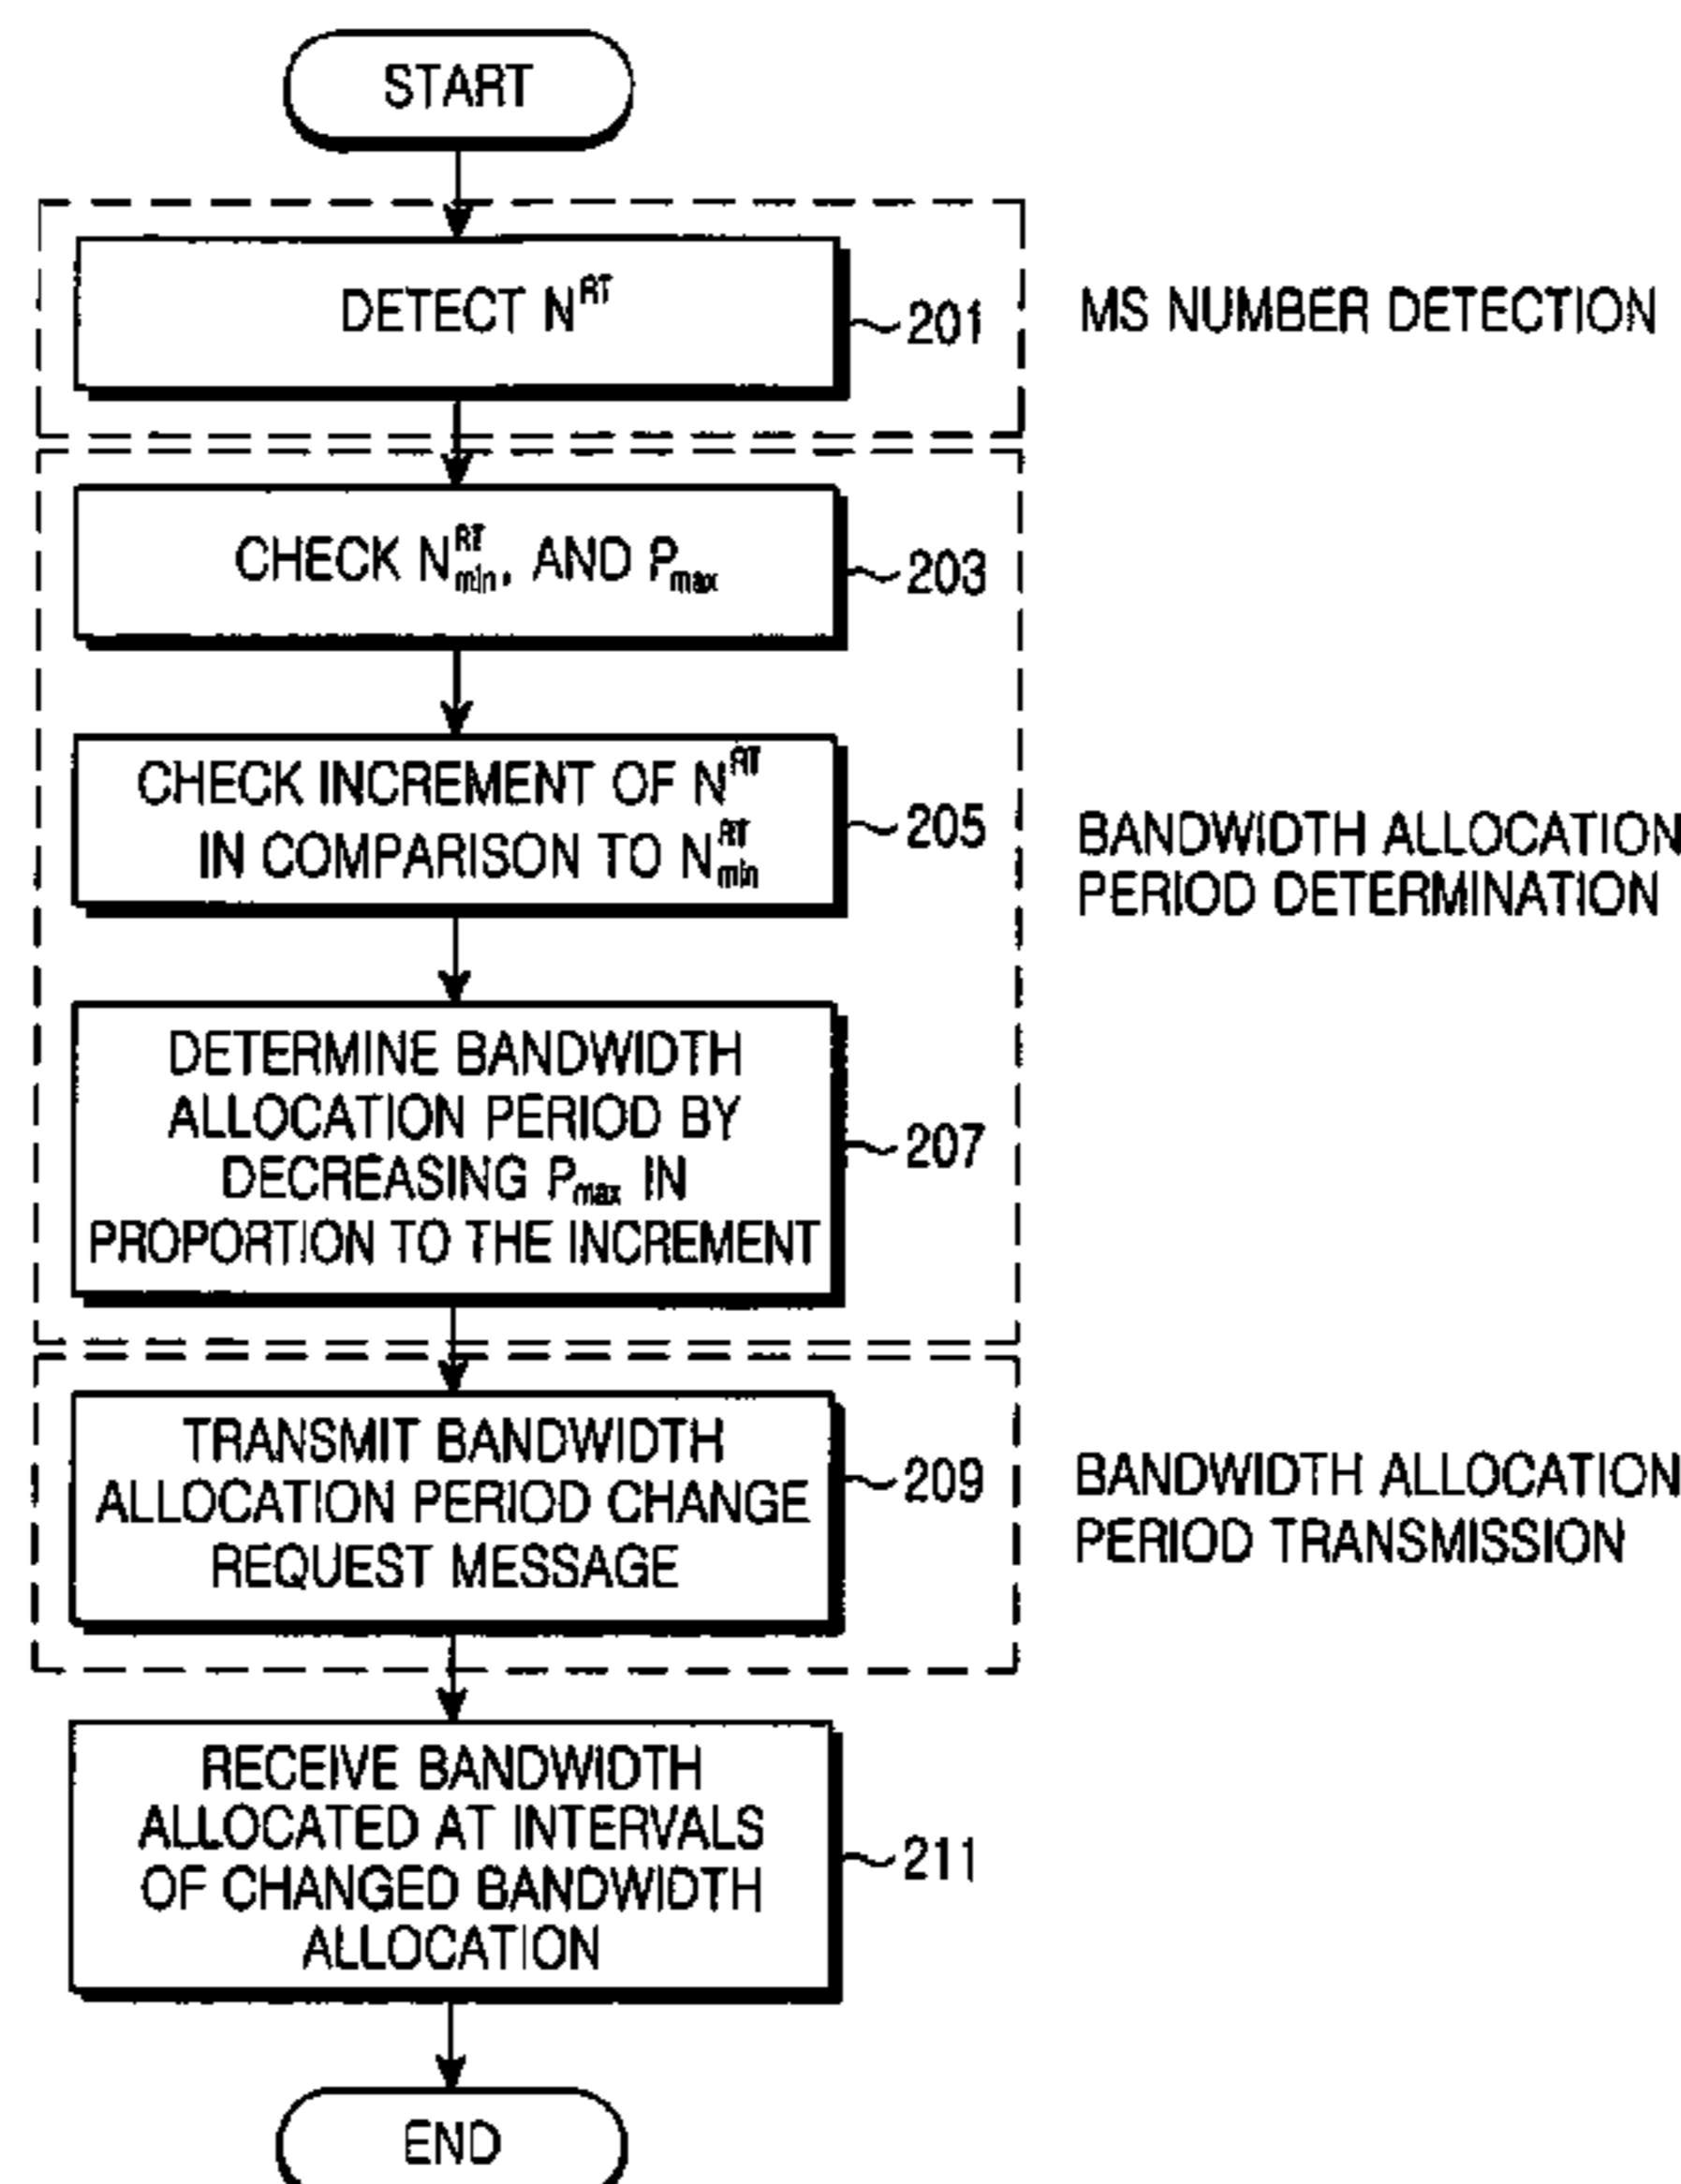 START
DETECT N^RT
201
MS NUMBER DETECTION
CHECK N^RT_min, AND P_max
203
CHECK INCREMENT OF N^RT
IN COMPARISON TO N^RT_min
205
BANDWIDTH ALLOCATION
PERIOD DETERMINATION
DETERMINE BANDWIDTH
ALLOCATION PERIOD BY
DECREASING P_max IN
PROPORTION TO THE INCREMENT
207
TRANSMIT BANDWIDTH
ALLOCATION PERIOD CHANGE
REQUEST MESSAGE
209
BANDWIDTH ALLOCATION
PERIOD TRANSMISSION
RECEIVE BANDWIDTH
ALLOCATED AT INTERVALS
OF CHANGED BANDWIDTH
ALLOCATION
211
END